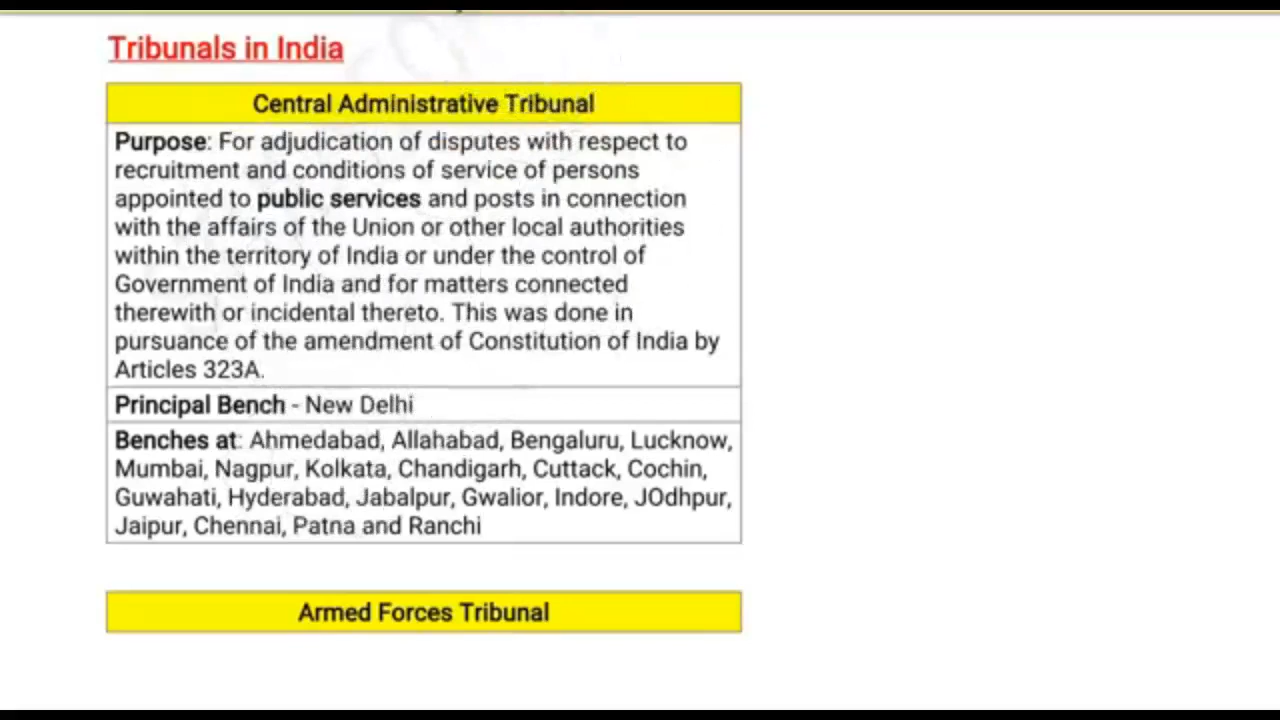 Tribunals in India
Central Administrative Tribunal
Purpose: For adjudication of disputes with respect to
recruitment and conditions of service of persons
appointed to public services and posts in connection
with the affairs of the Union or other local authorities
within the territory of India or under the control of
Government of India and for matters connected
therewith or incidental thereto. This was done in
pursuance of the amendment of Constitution of India by
Articles 323A.
Principal Bench - New Delhi
Benches at: Ahmedabad, Allahabad, Bengaluru, Lucknow,
Mumbai, Nagpur, Kolkata, Chandigarh, Cuttack, Cochin,
Guwahati, Hyderabad, Jabalpur, Gwalior, Indore, JOdhpur,
Jaipur, Chennai, Patna and Ranchi
Armed Forces Tribunal